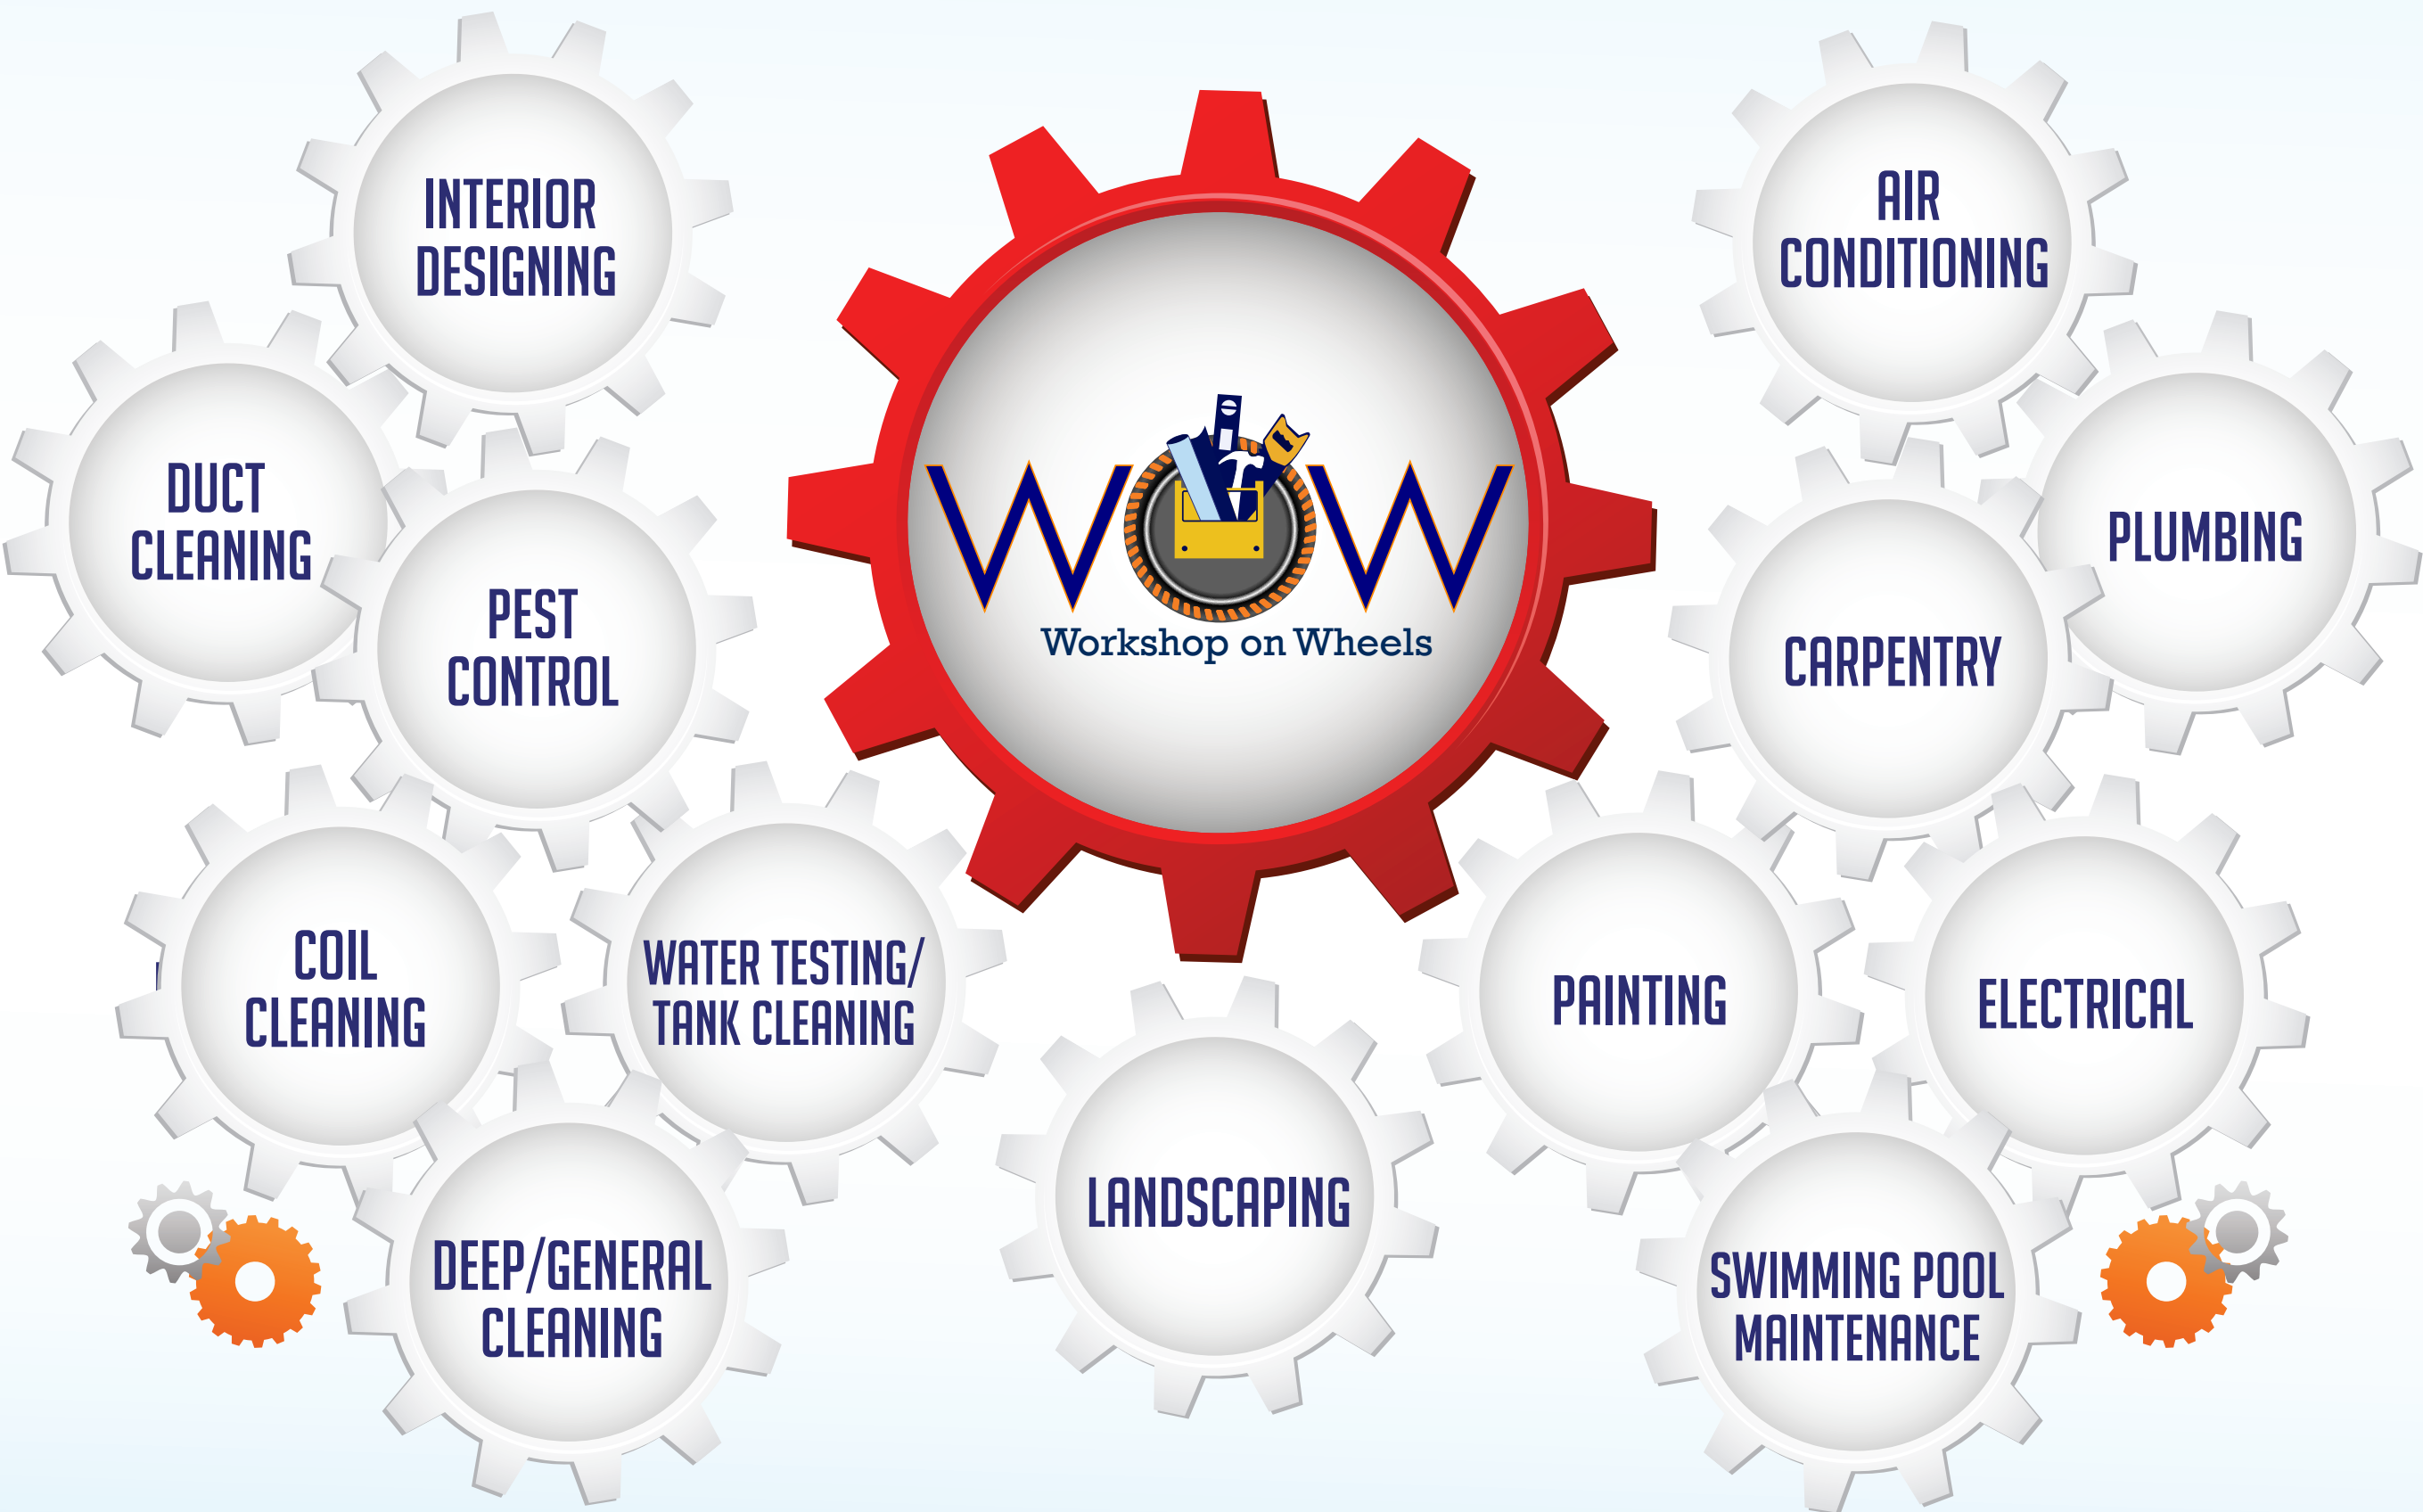 INTERIOR
DESIGNING
AIR
CONDITIONING
DUCT
CLEANING
PEST
CONTROL
WOW
Workshop on Wheels
PLUMBING
CARPENTRY
COIL
CLEANING
WATER TESTING/
TANK CLEANING
PAINTING
ELECTRICAL
LANDSCAPING
DEEP/GENERAL
CLEANING
SWIMMING POOL
MAINTENANCE